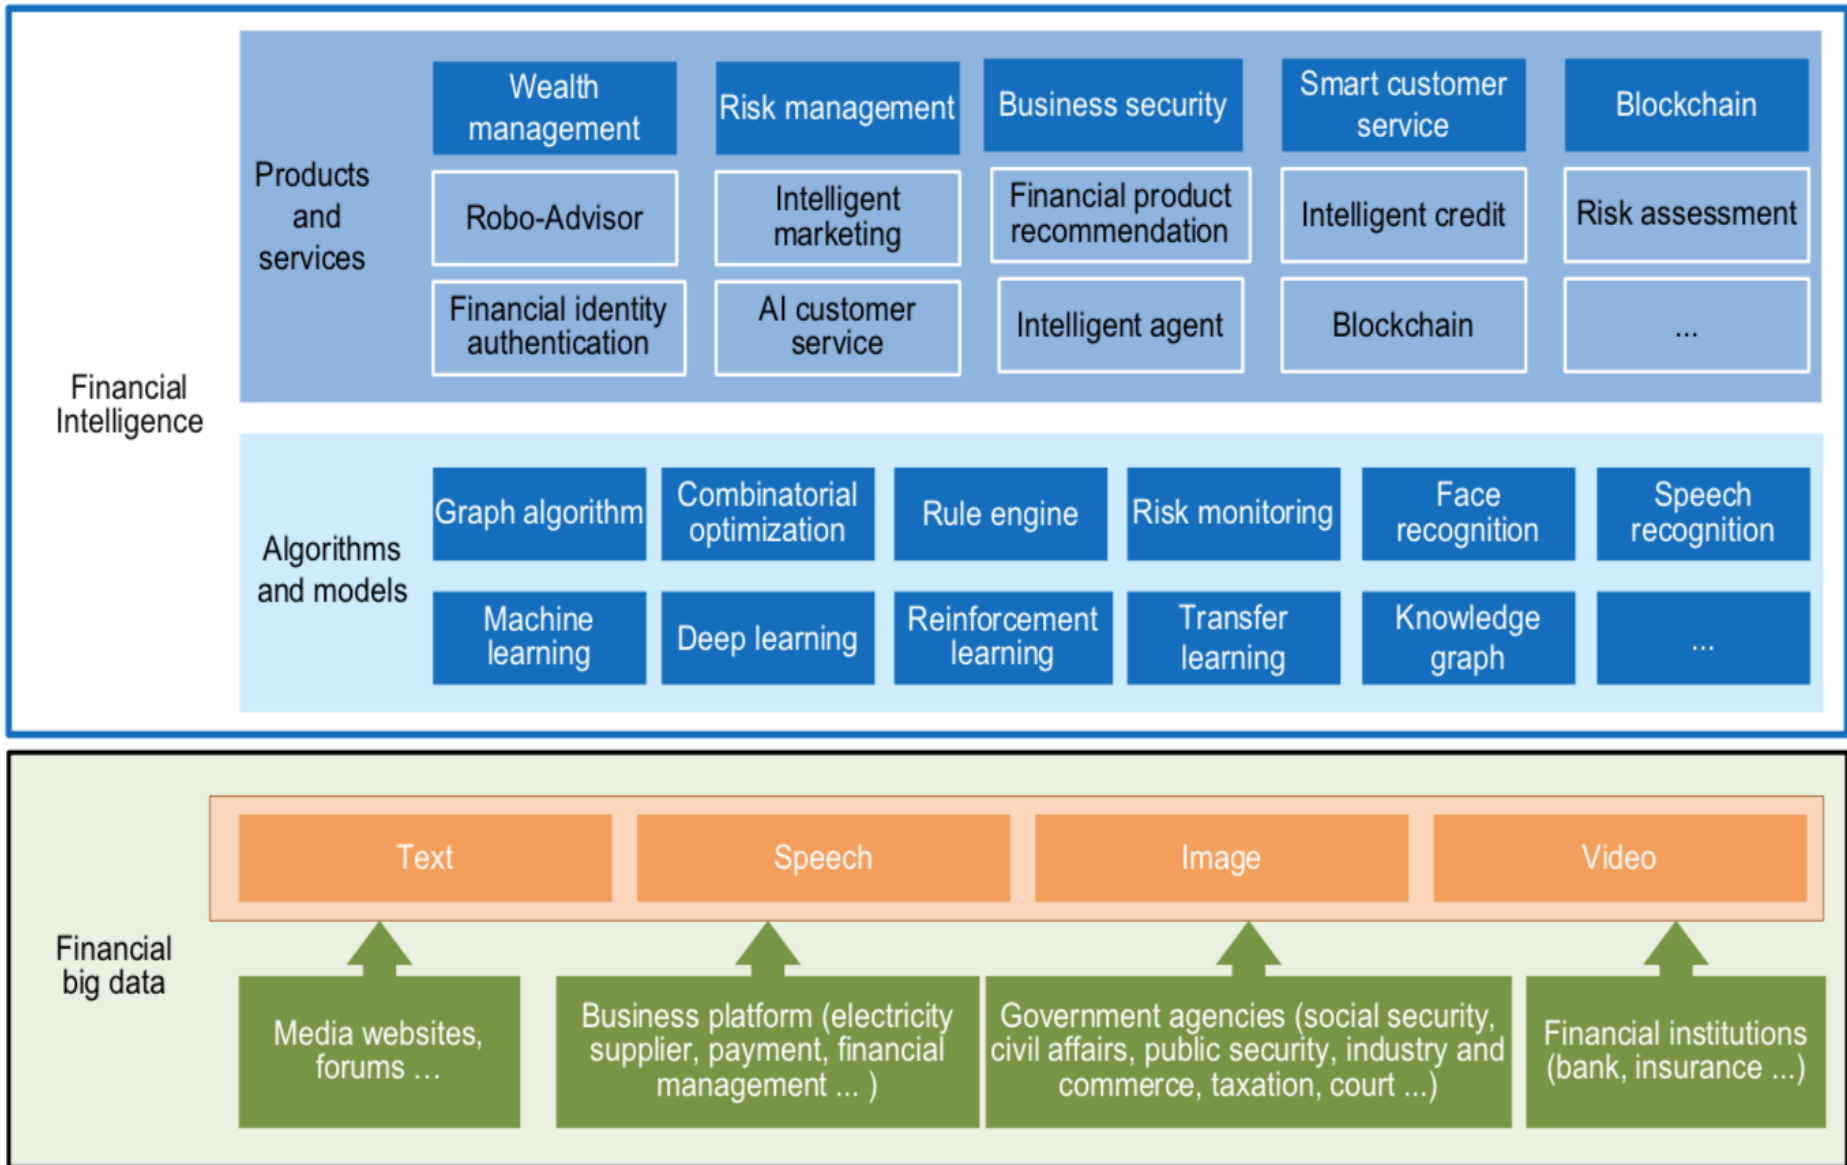 Financial
Intelligence
Products
and
services
Wealth
management
Risk management
Business security
Smart customer
service
Blockchain
Robo-Advisor
Intelligent
marketing
Financial product
recommendation
Intelligent credit
Risk assessment
Financial identity
authentication
AI customer
service
Intelligent agent
Blockchain
...
Algorithms
and models
Graph algorithm
Combinatorial
optimization
Rule engine
Risk monitoring
Face
recognition
Speech
recognition
Machine
learning
Deep learning
Reinforcement
learning
Transfer
learning
Knowledge
graph
...
Financial
big data
Text
Speech
Image
Video
Media websites,
forums ...
Business platform (electricity
supplier, payment, financial
management ... )
Government agencies (social security,
civil affairs, public security, industry and
commerce, taxation, court ...)
Financial institutions
(bank, insurance ...)